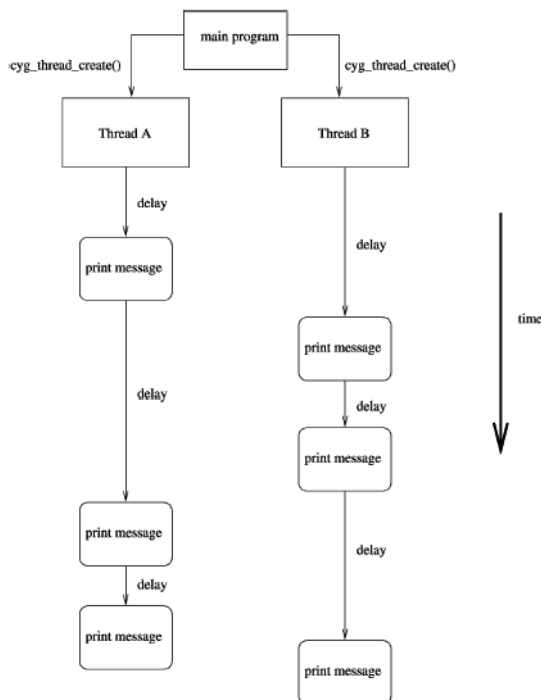 main program
cyg_thread_create()
cyg_thread_create()
Thread A
Thread B
delay
print message
delay
time
print message
delay
delay
print message
print message
delay
delay
print message
print message